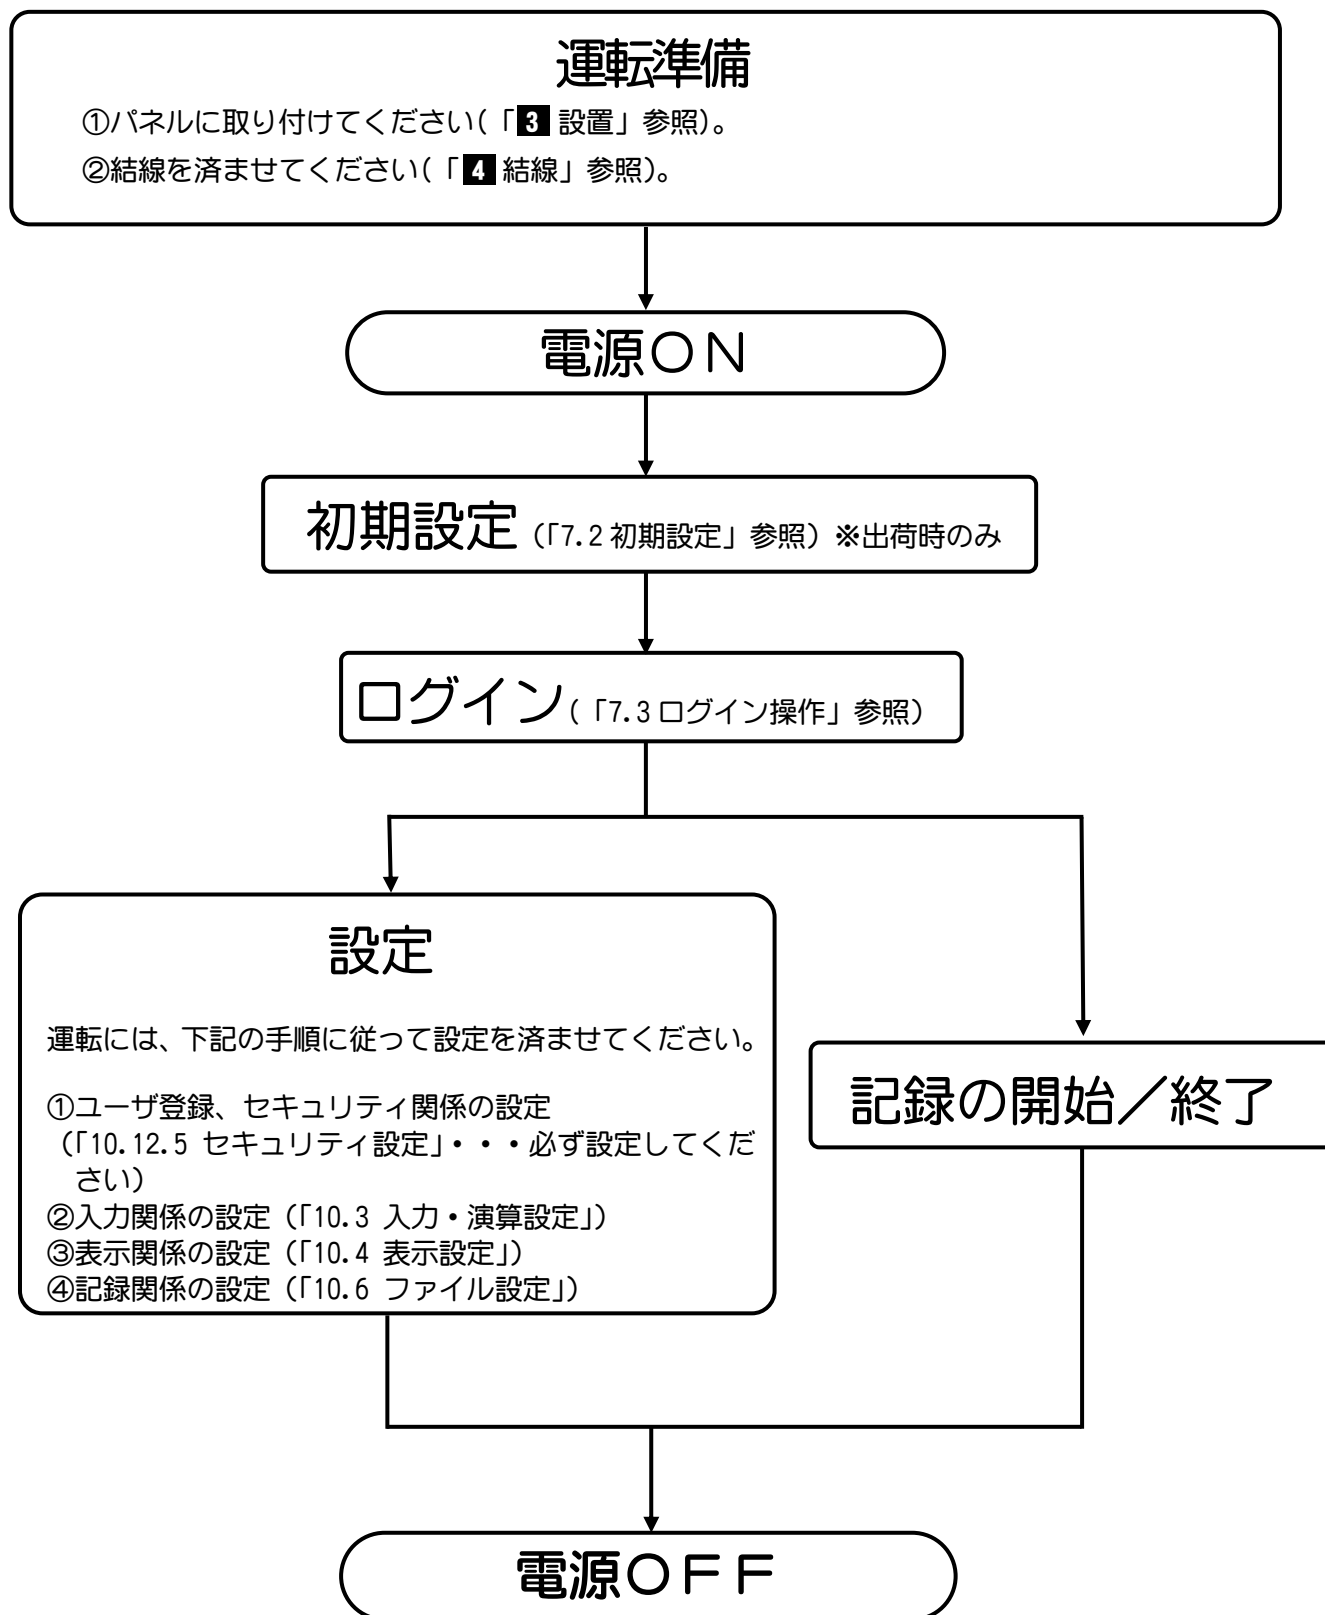 運転準備
①パネルに取り付けてください(「3 設置」参照)。
②結線を済ませてください(「4 結線」参照)。
電源ON
初期設定(「7.2初期設定」参照)※出荷時のみ
ログイン(「7.3ログイン操作」参照)
設定
運転には、下記の手順に従って設定を済ませてください。
①ユーザ登録、セキュリティ関係の設定
(「10.12.5 セキュリティ設定」・・・必ず設定してくだ
さい)
②入力関係の設定(「10.3 入力・演算設定」)
③表示関係の設定(「10.4 表示設定」)
④記録関係の設定(「10.6 ファイル設定」)
記録の開始／終了
電源OFF